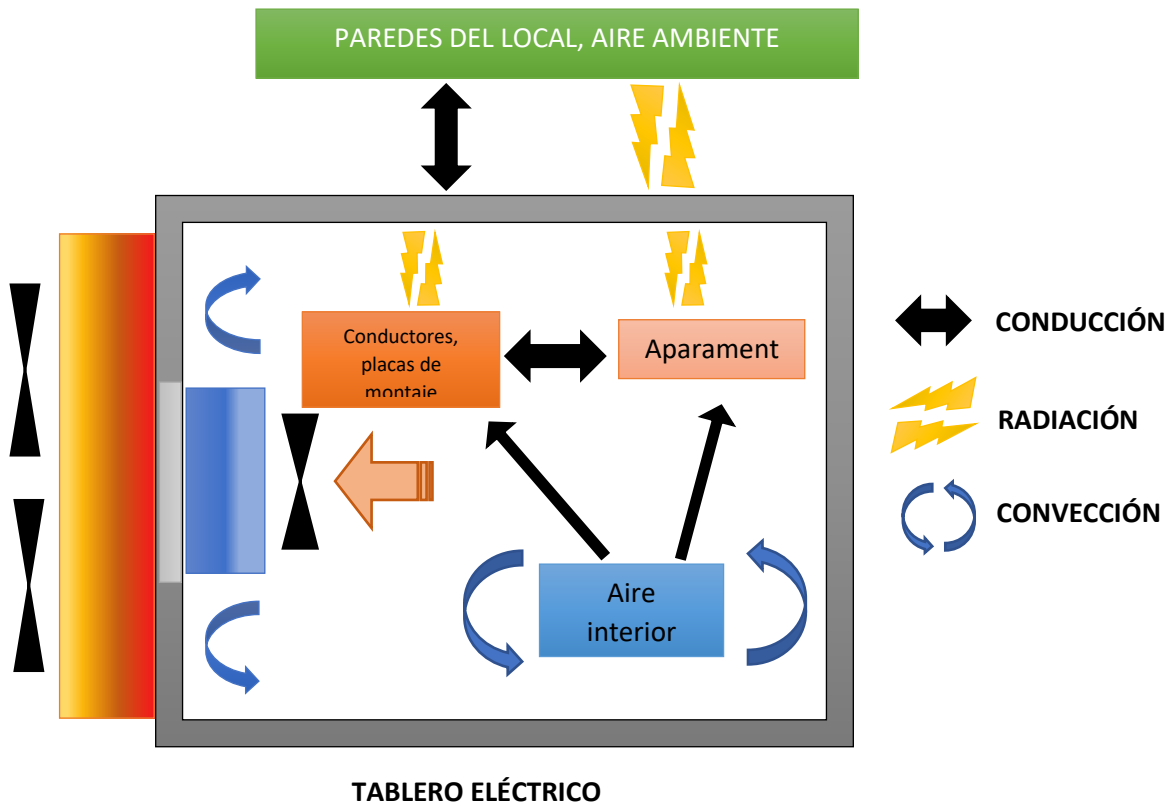 PAREDES DEL LOCAL, AIRE AMBIENTE
Conductores,
placas de
montaje
Aparament
CONDUCCIÓN
RADIACIÓN
CONVECCIÓN
Aire
interior
TABLERO ELÉCTRICO